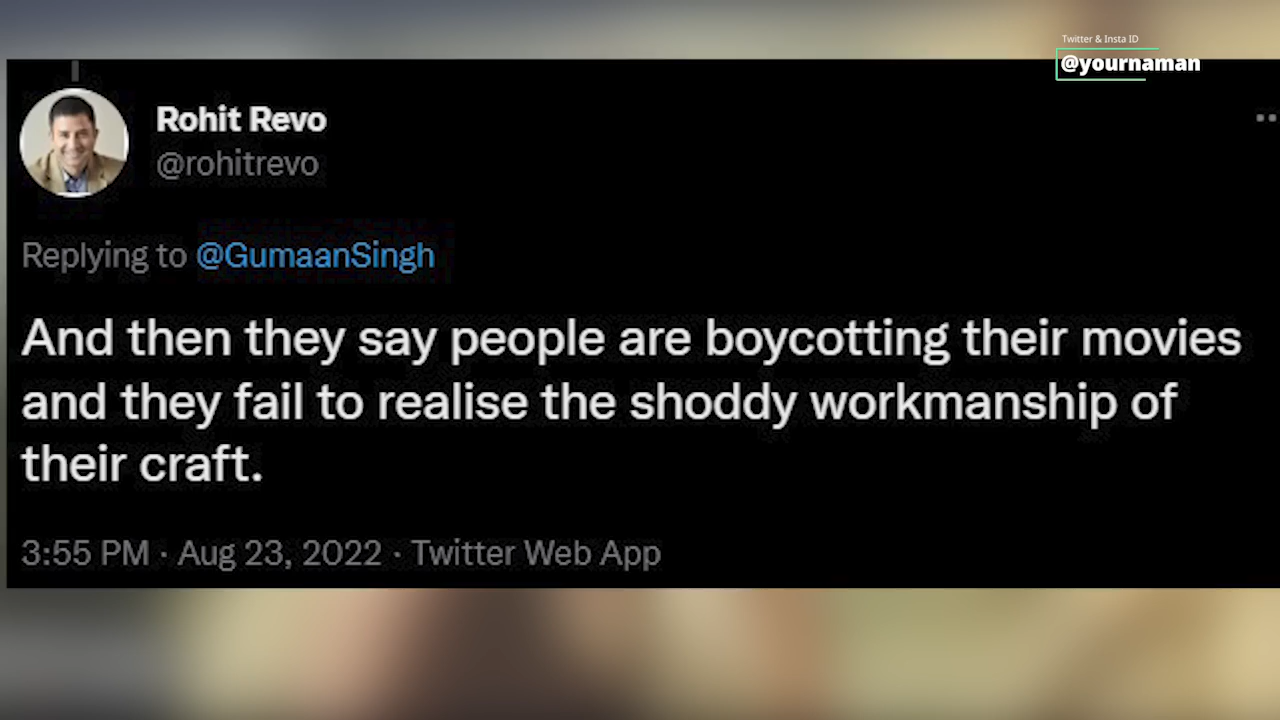 Twitter & Insta ID
@yournaman
Rohit Revo
@rohitrevo
Replying to @GumaanSingh
And then they say people are boycotting their movies
and they fail to realise the shoddy workmanship of
their craft.
3:55 PM · Aug 23, 2022 · Twitter Web App